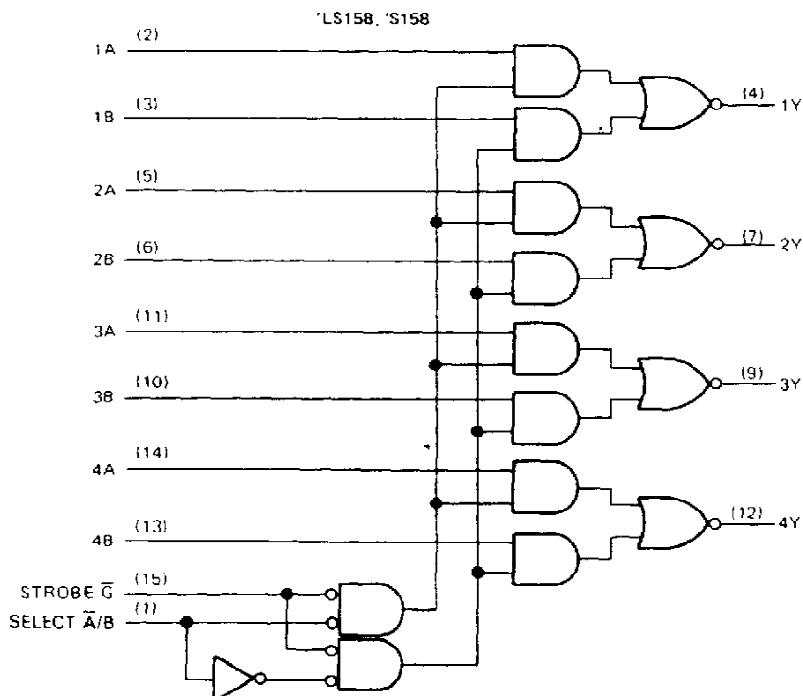 'LS158, 'S158
1A (2)
1B (3)
2A (5)
2B (6)
3A (11)
3B (10)
4A (14)
4B (13)
STROBE G̅ (15)
SELECT A̅/B (1)
(4) 1Y
(7) 2Y
(9) 3Y
(12) 4Y